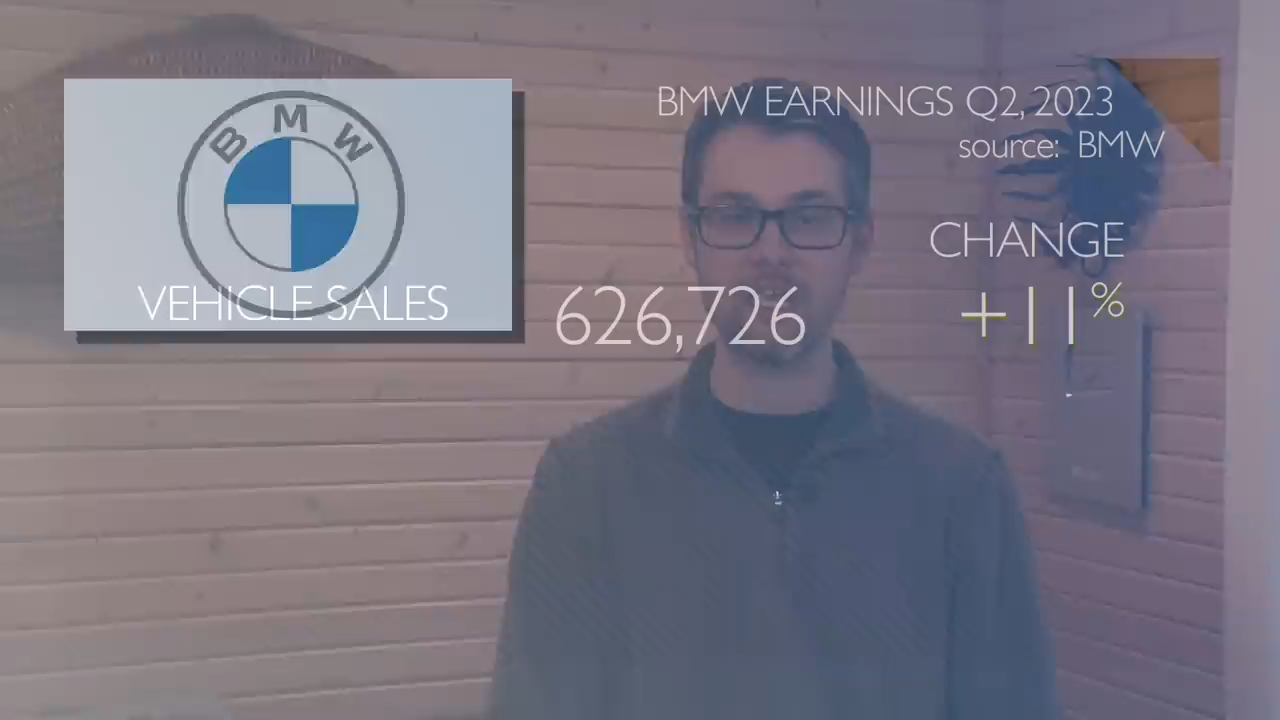 BMW
BMW EARNINGS Q2, 2023
source: BMW
CHANGE
VEHICLE SALES 626,726 +11%